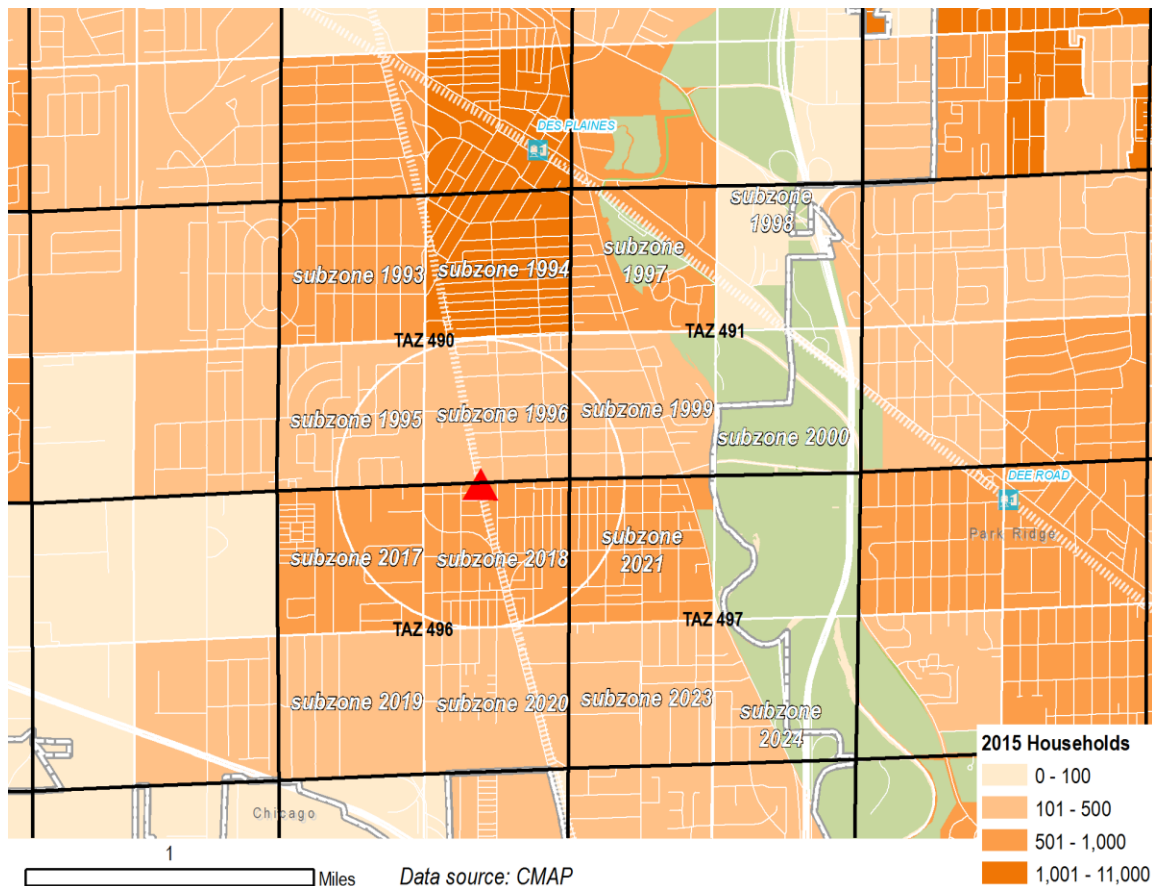 DES PLAINES
subzone
1998
subzone 1993
subzone 1994
subzone
1997
TAZ 490
TAZ 491
subzone 1995
subzone 1996
subzone 1999
subzone 2000
DEE ROAD
Park Ridge
subzone 2017
subzone 2018
subzone
2021
TAZ 496
TAZ 497
subzone 2019
subzone 2020
subzone 2023
subzone
2024
Chicago
2015 Households
0 - 100
101 - 500
501 - 1,000
1,001 - 11,000
1
Miles
Data source: CMAP